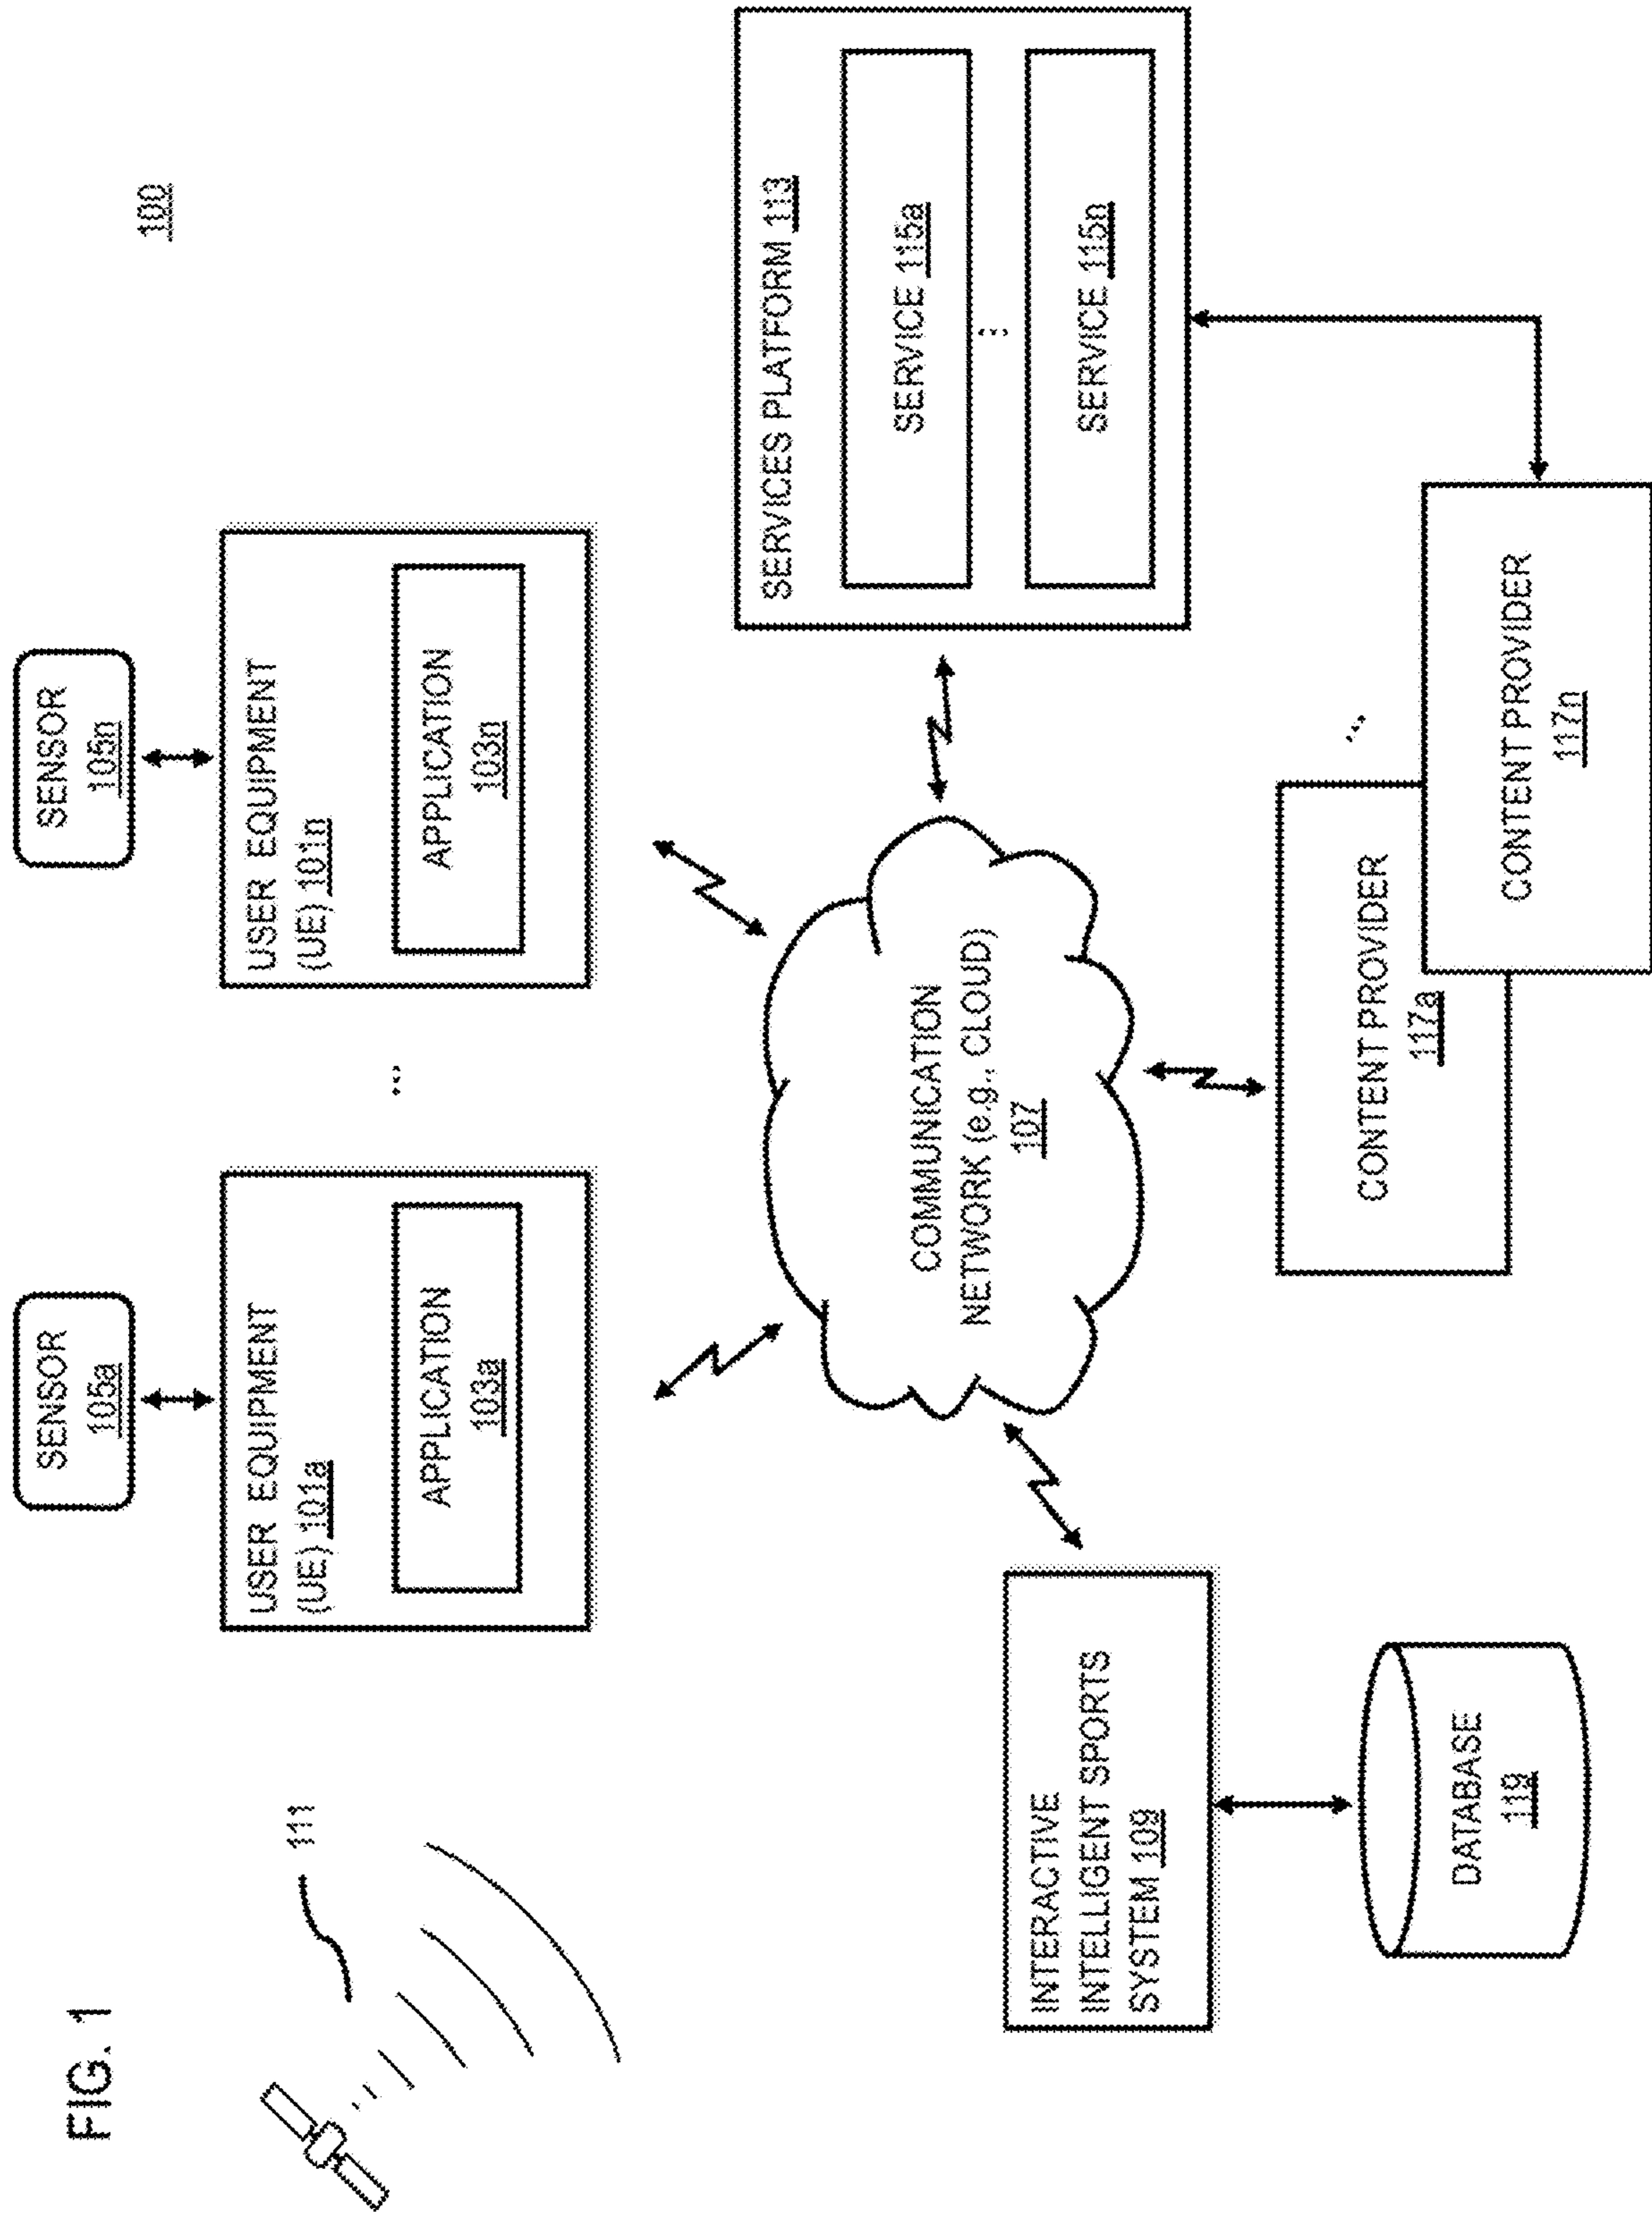 FIG. 1
100
111
SENSOR
105a
SENSOR
105n
USER EQUIPMENT
(UE) 101a
APPLICATION
103a
...
USER EQUIPMENT
(UE) 101n
APPLICATION
103n
COMMUNICATION
NETWORK (e.g., CLOUD)
107
SERVICES PLATFORM 113
SERVICE 115a
...
SERVICE 115n
INTERACTIVE
INTELLIGENT SPORTS
SYSTEM 109
DATABASE
119
CONTENT PROVIDER
117a
...
CONTENT PROVIDER
117n